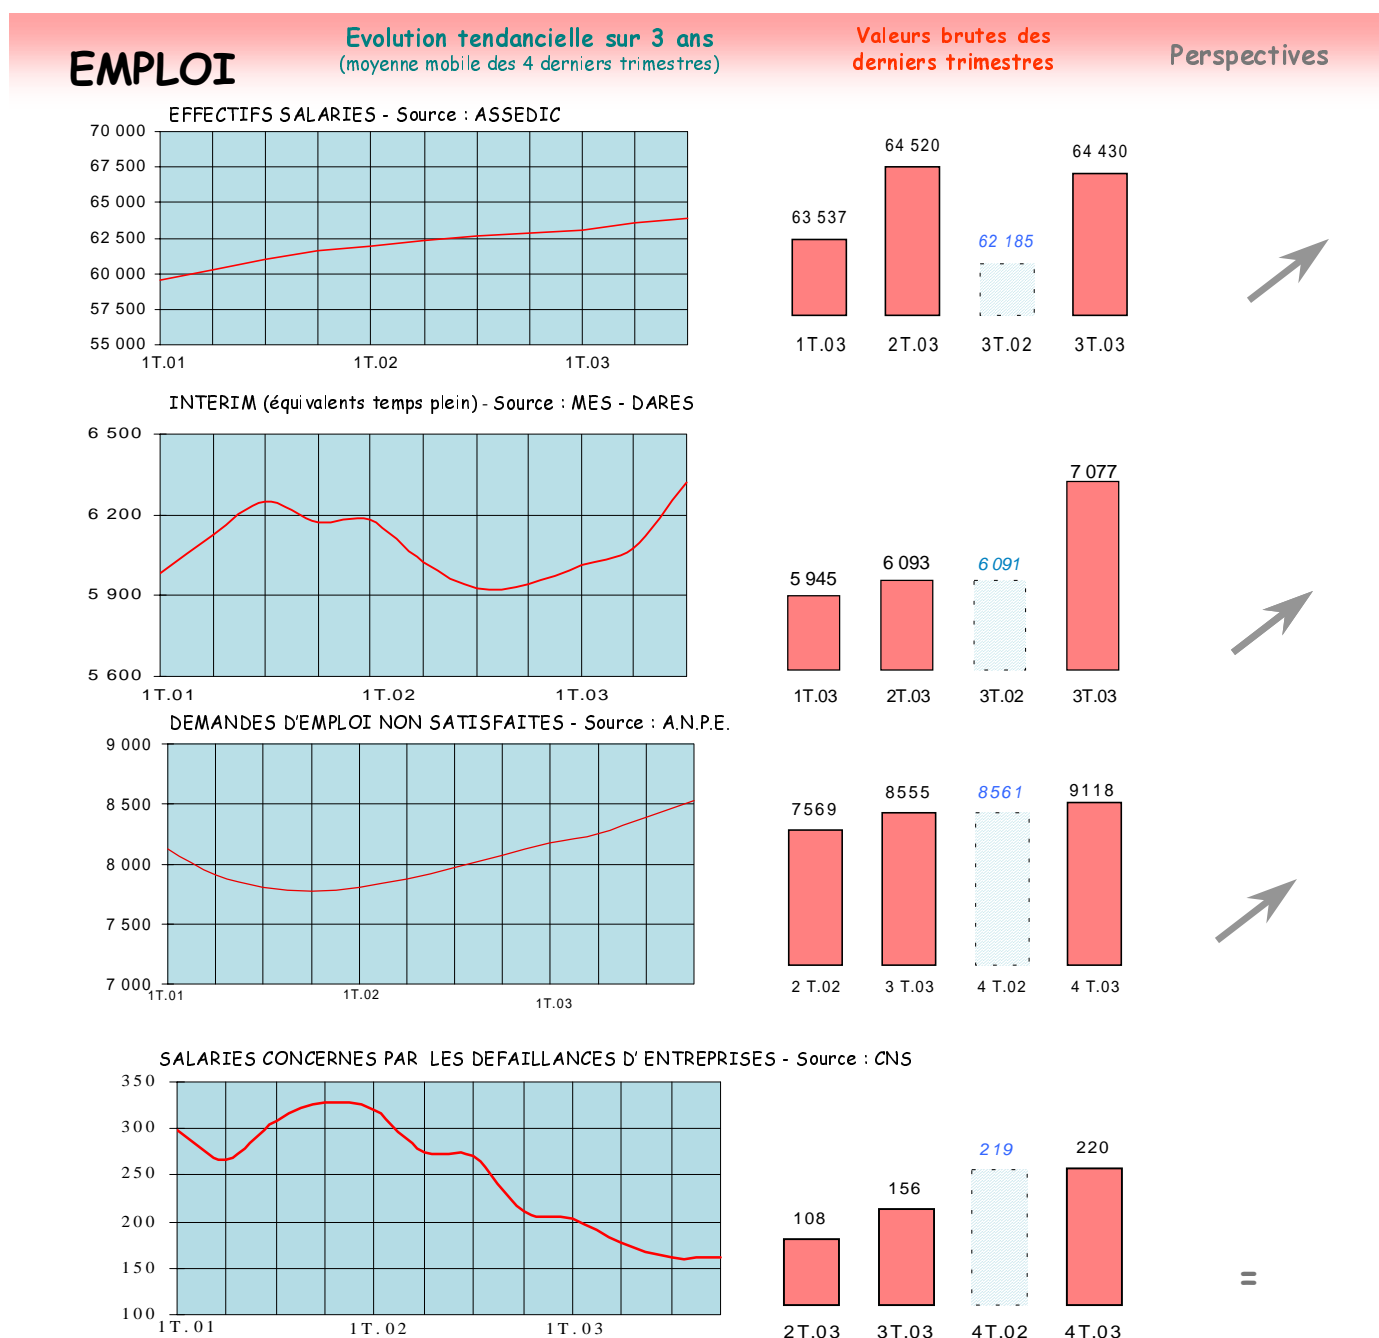 EMPLOI
Evolution tendancielle sur 3 ans
(moyenne mobile des 4 derniers trimestres)
Valeurs brutes des
derniers trimestres
Perspectives
EFFECTIFS SALARIES - Source : ASSEDIC
70 000
67 500
65 000
62 500
60 000
57 500
55 000
1T.01 1T.02 1T.03
63 537 64 520 62 185 64 430
1T.03 2T.03 3T.02 3T.03
INTERIM (équivalents temps plein) - Source : MES - DARES
6 500
6 200
5 900
5 600
1T.01 1T.02 1T.03
5 945 6 093 6 091 7 077
1T.03 2T.03 3T.02 3T.03
DEMANDES D'EMPLOI NON SATISFAITES - Source : A.N.P.E.
9 000
8 500
8 000
7 500
7 000
1T.01 1T.02 1T.03
7569 8555 8561 9118
2 T.02 3 T.03 4 T.02 4 T.03
SALARIES CONCERNES PAR LES DEFAILLANCES D' ENTREPRISES - Source : CNS
350
300
250
200
150
100
1T.01 1T.02 1T.03
108 156 219 220
2T.03 3T.03 4T.02 4T.03
=